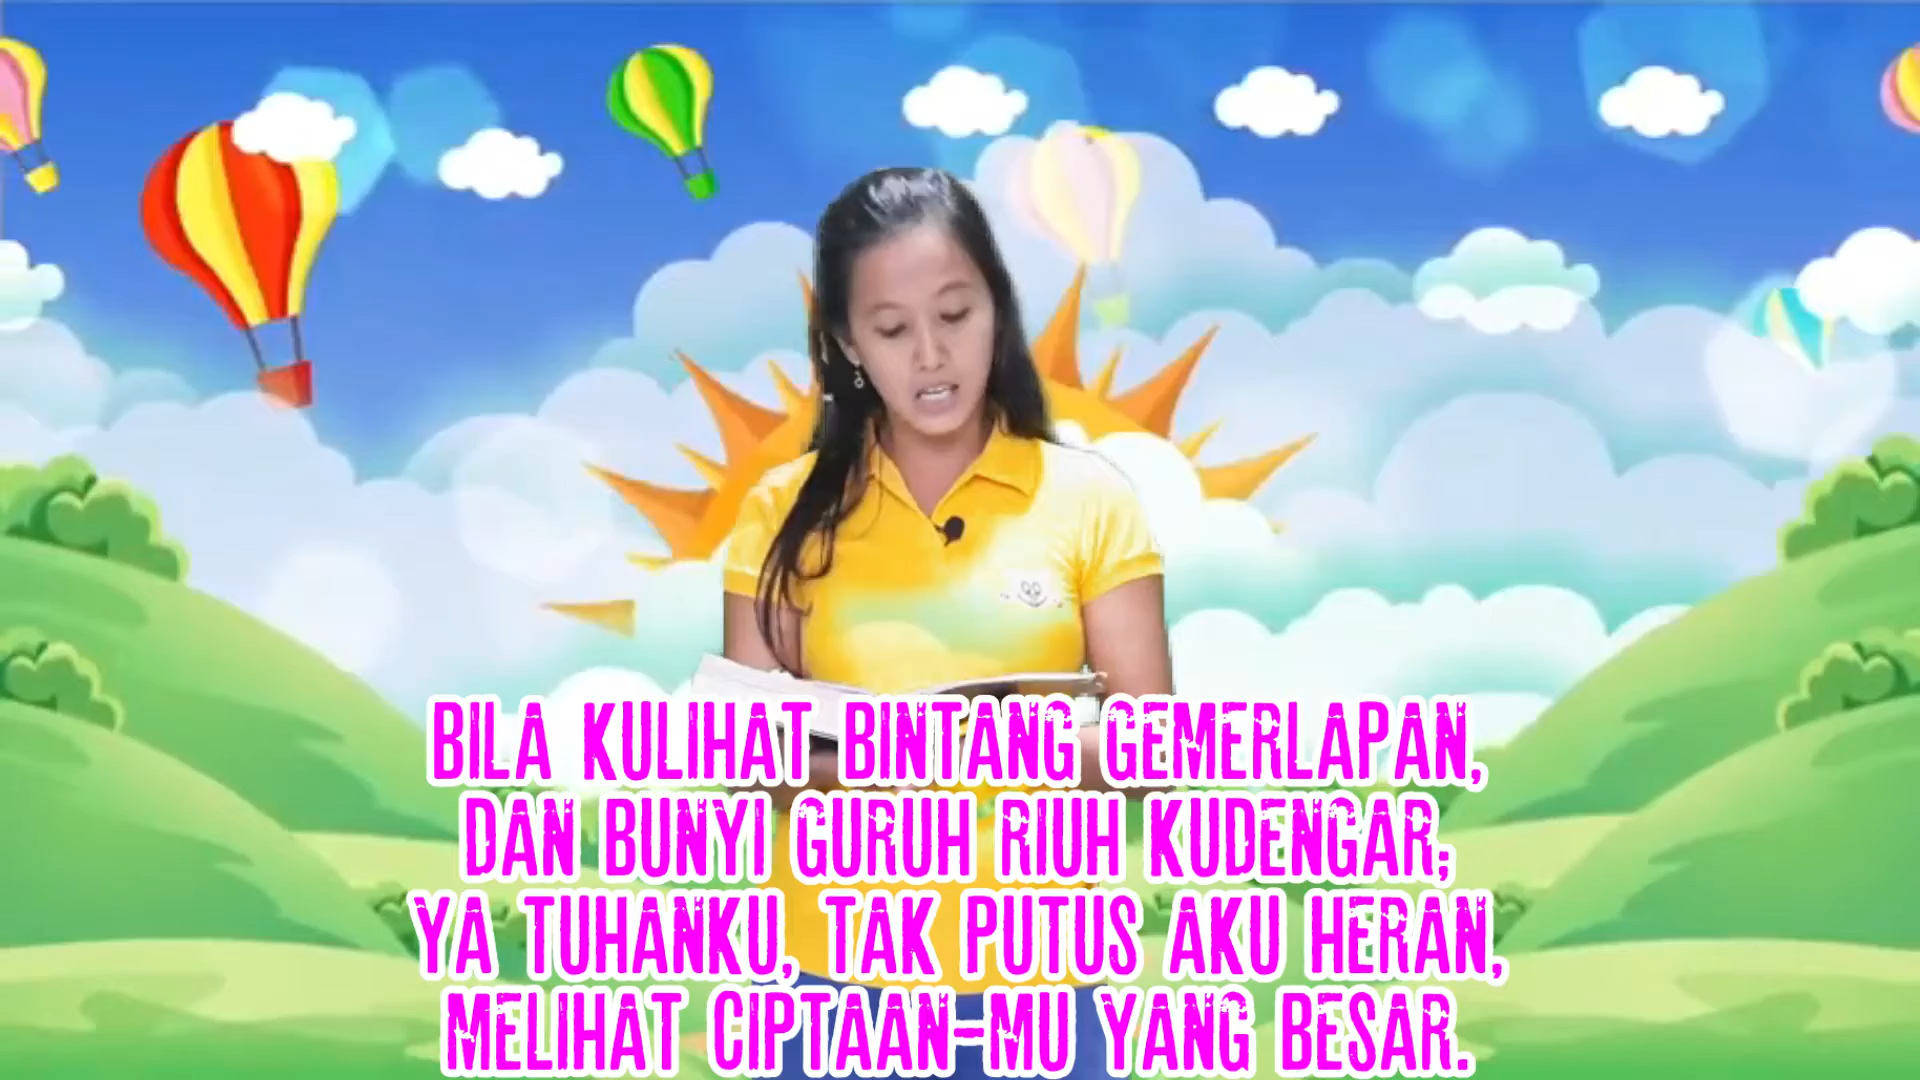 BILA KULIHAT BINTANG GEMERLAPAN,
DAN BUNYI GURUH RIUH KUDENGAR;
YA TUHANKU, TAK PUTUS AKU HERAN,
MELIHAT CIPTAAN-MU YANG BESAR.